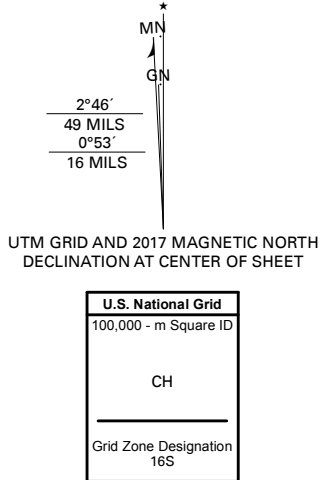 MN
GN
2°46´
49 MILS
0°53´
16 MILS
UTM GRID AND 2017 MAGNETIC NORTH
DECLINATION AT CENTER OF SHEET
U.S. National Grid
100,000 - m Square ID
CH
Grid Zone Designation
16S